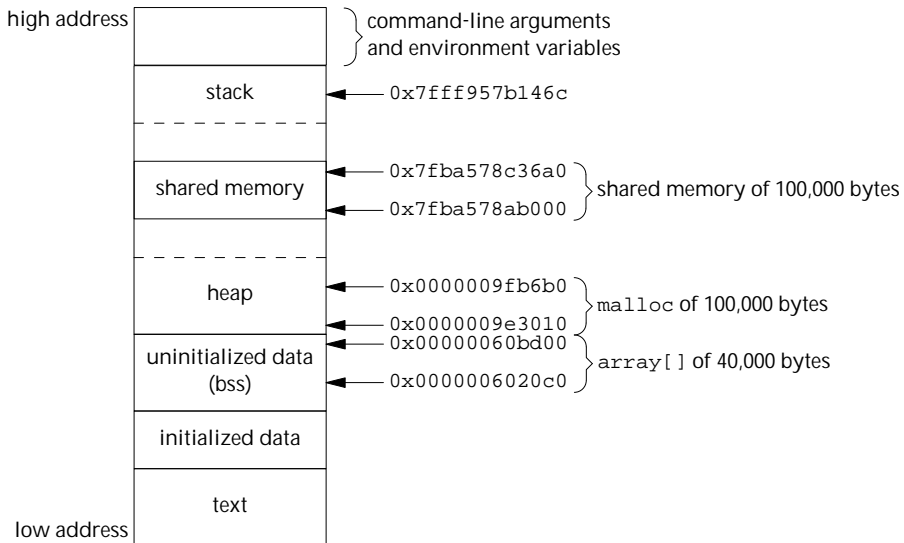 high address
command-line arguments
and environment variables
stack
0x7fff957b146c
shared memory
0x7fba578c36a0
0x7fba578ab000
shared memory of 100,000 bytes
heap
0x0000009fb6b0
0x0000009e3010
malloc of 100,000 bytes
uninitialized data
(bss)
0x00000060bd00
0x0000006020c0
array[] of 40,000 bytes
initialized data
text
low address